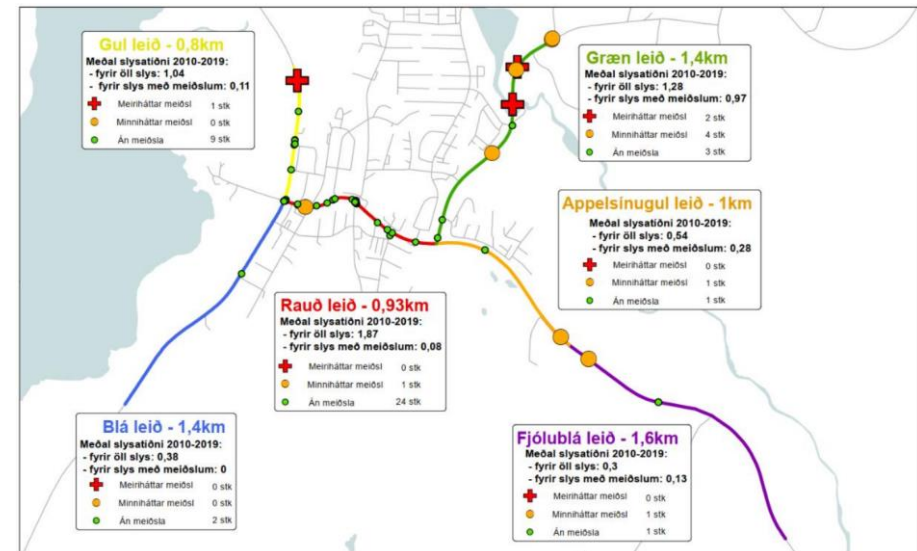 Gul leið - 0,8km
Meðal slysatiðni 2010-2019:
- fyrir öll slys: 1,04
- fyrir slys með meiðslum: 0,11
Meiriháttar meiðsl 1 stk
Minniháttar meiðsl 0 stk
Án meiðsla 9 stk
Græn leið - 1,4km
Meðal slysatiðni 2010-2019:
- fyrir öll slys: 1,28
- fyrir slys með meiðslum: 0,97
Meiriháttar meiðsl 2 stk
Minniháttar meiðsl 4 stk
Án meiðsla 3 stk
Appelsínugul leið - 1km
Meðal slysatiðni 2010-2019:
- fyrir öll slys: 0,54
- fyrir slys með meiðslum: 0,28
Meiriháttar meiðsl 0 stk
Minniháttar meiðsl 1 stk
Án meiðsla 1 stk
Rauð leið - 0,93km
Meðal slysatiðni 2010-2019:
- fyrir öll slys: 1,87
- fyrir slys með meiðslum: 0,08
Meiriháttar meiðsl 0 stk
Minniháttar meiðsl 1 stk
Án meiðsla 24 stk
Blá leið - 1,4km
Meðal slysatiðni 2010-2019:
- fyrir öll slys: 0,38
- fyrir slys með meiðslum: 0
Meiriháttar meiðsl 0 stk
Minniháttar meiðsl 0 stk
Án meiðsla 2 stk
Fjólublá leið - 1,6km
Meðal slysatiðni 2010-2019:
- fyrir öll slys: 0,3
- fyrir slys með meiðslum: 0,13
Meiriháttar meiðsl 0 stk
Minniháttar meiðsl 1 stk
Án meiðsla 1 stk